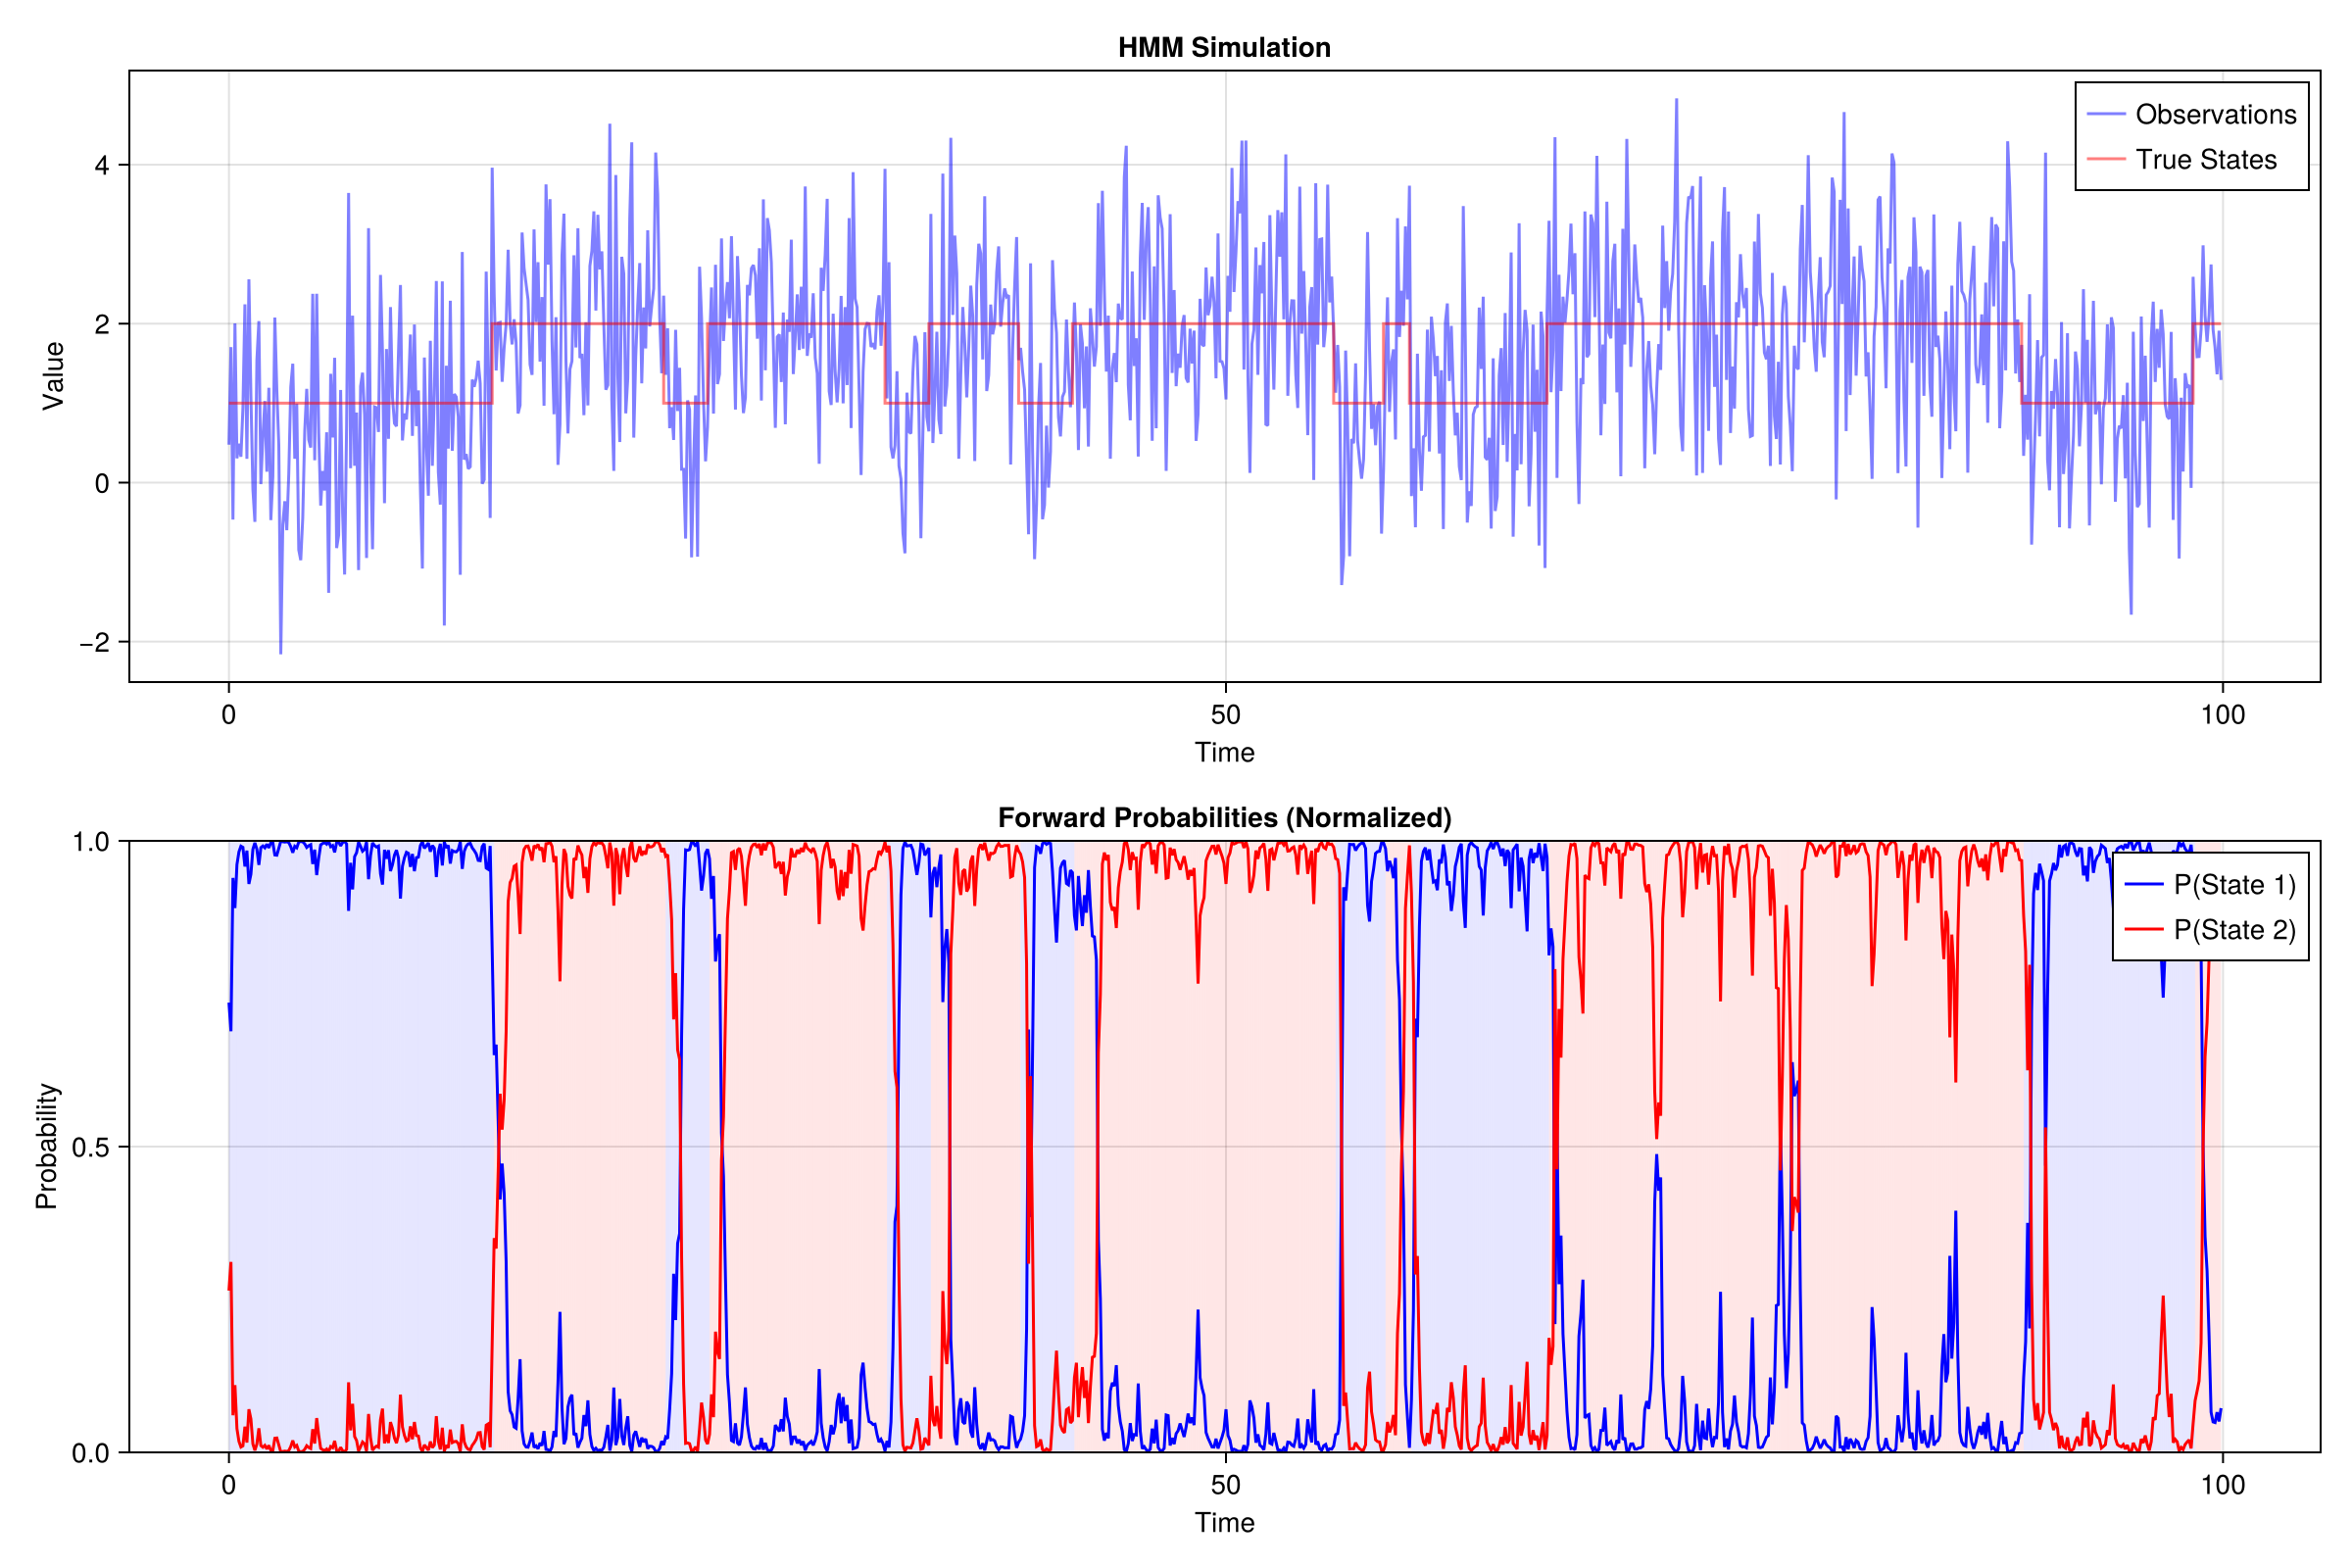 HMM Simulation
Observations
True States
Value
4
2
0
−2
0
50
100
Time
Forward Probabilities (Normalized)
P(State 1)
P(State 2)
Probability
1.0
0.5
0.0
0
50
100
Time